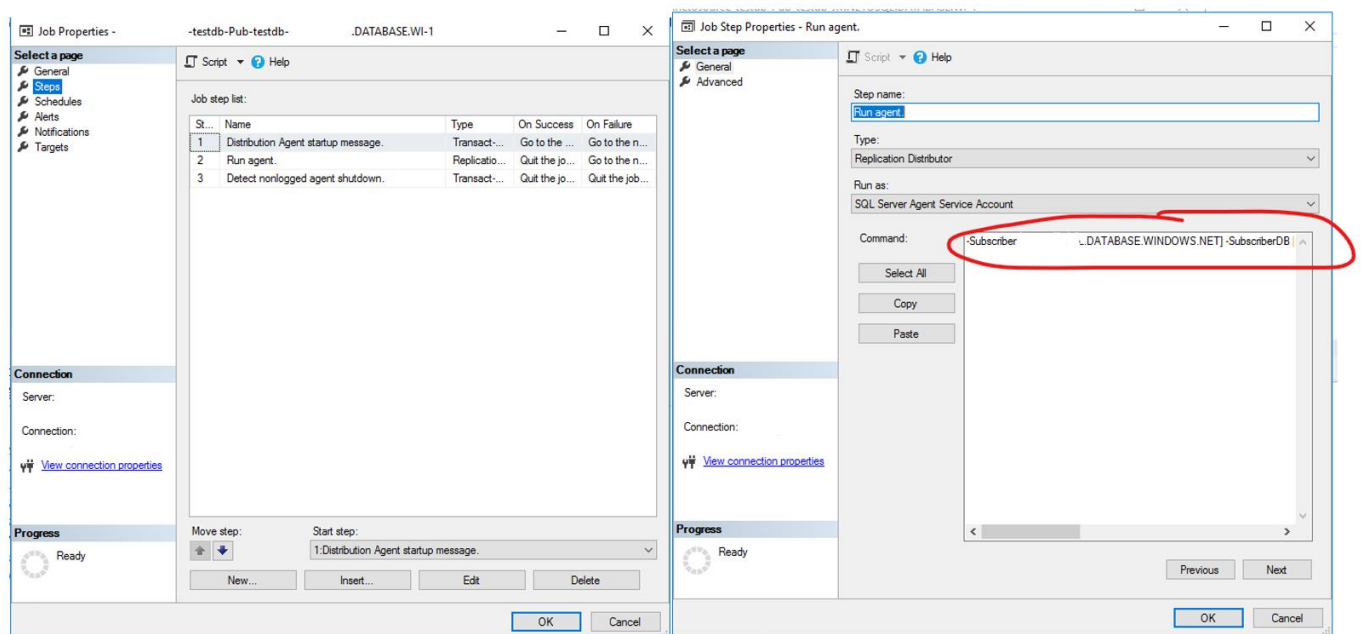 Job Properties -
-testdb-Pub-testdb-
.DATABASE.WI-1
Select a page
General
Steps
Schedules
Alerts
Notifications
Targets
Script
Help
Job step list:
St... Name Type On Success On Failure
1 Distribution Agent startup message. Transact-... Go to the ... Go to the n...
2 Run agent. Replicatio... Quit the jo... Go to the n...
3 Detect nonlogged agent shutdown. Transact-... Quit the jo... Quit the job...
Connection
Server:
Connection:
View connection properties
Progress
Ready
Move step:
Start step:
1:Distribution Agent startup message.
New...
Insert...
Edit
Delete
OK
Cancel
Job Step Properties - Run agent.
Select a page
General
Advanced
Script
Help
Step name:
Run agent.
Type:
Replication Distributor
Run as:
SQL Server Agent Service Account
Command:
-Subscriber
.DATABASE.WINDOWS.NET] -SubscriberDB
Select All
Copy
Paste
Connection
Server:
Connection:
View connection properties
Progress
Ready
Previous
Next
OK
Cancel